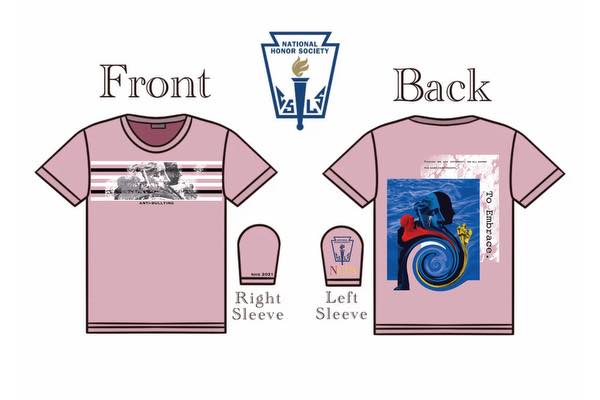 NATIONAL
HONOR SOCIETY
C S L S
Front
Back
ANTI-BULLYING
To Embrace.
NHS 2021
Right
Sleeve
Left
Sleeve